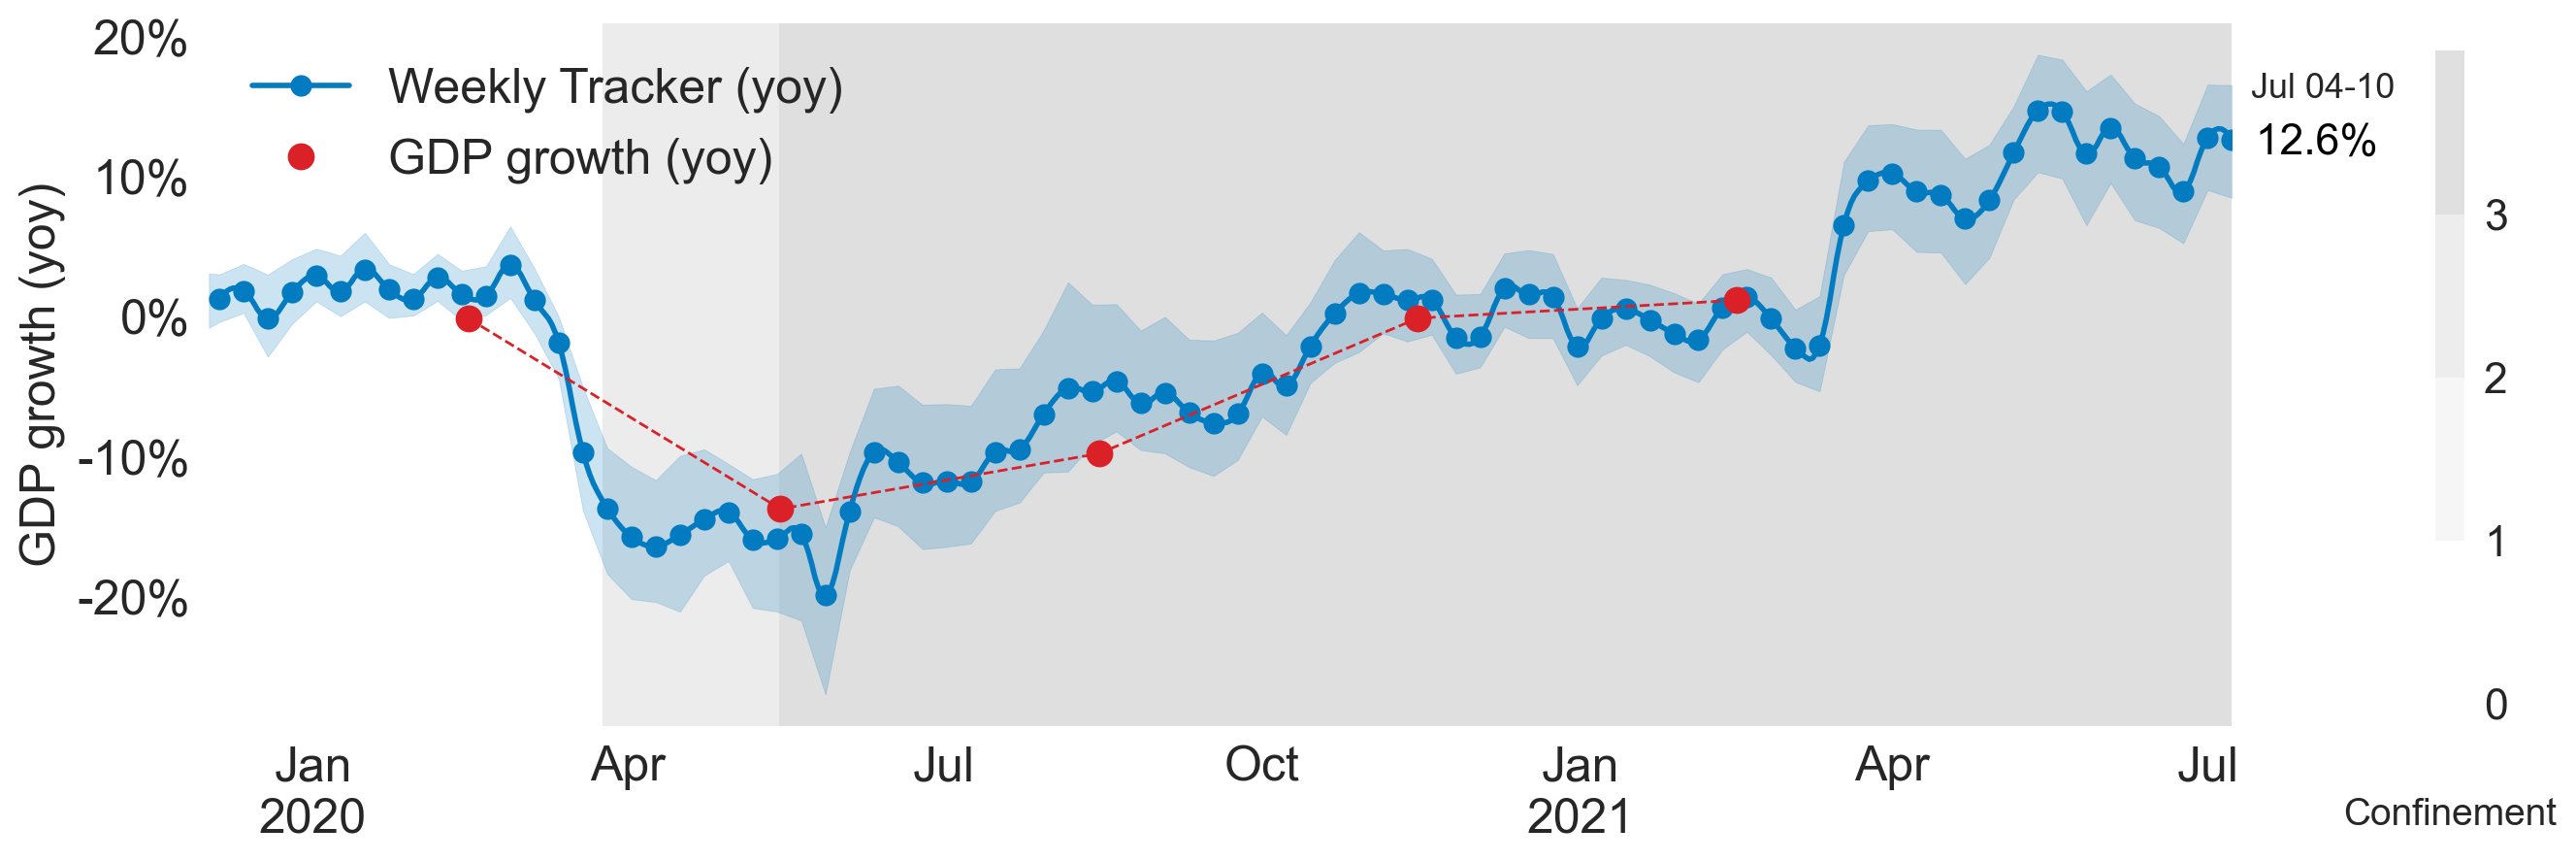 20%
10%
0%
-10%
-20%
GDP growth (yoy)
Weekly Tracker (yoy)
GDP growth (yoy)
Jul 04-10
12.6%
3
2
1
0
Confinement
Jan
2020
Apr
Jul
Oct
Jan
2021
Apr
Jul